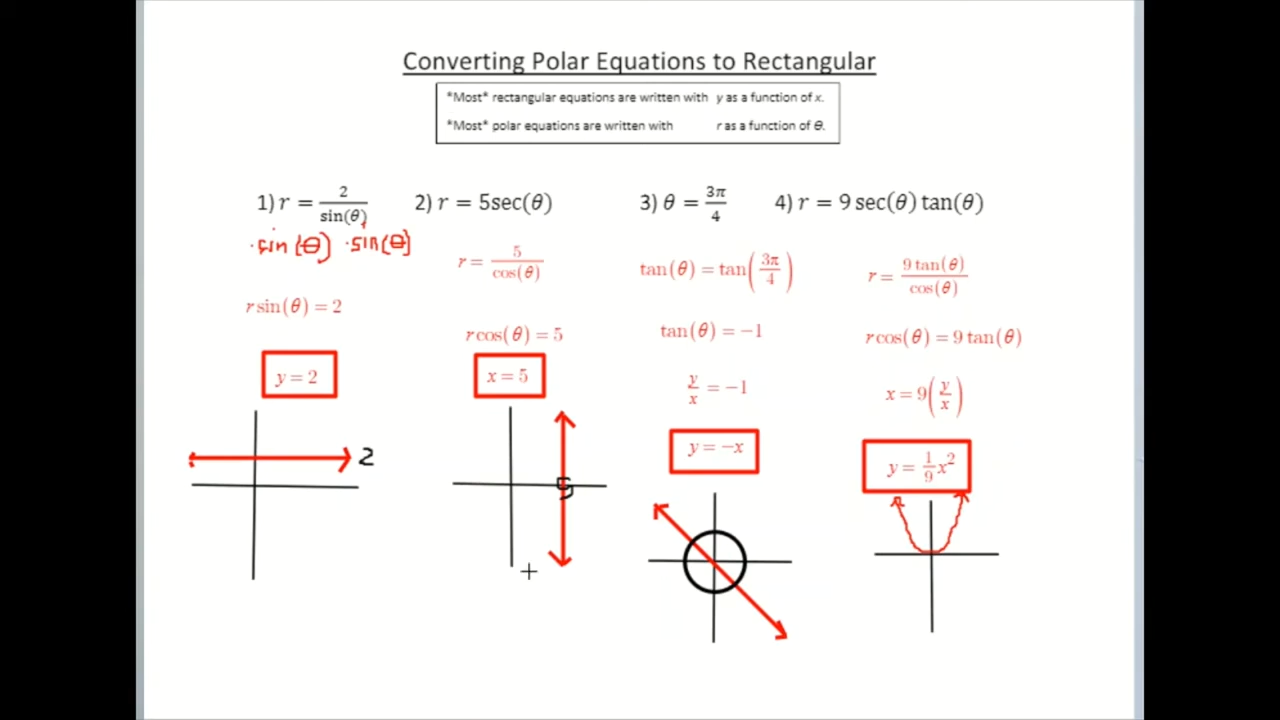 Converting Polar Equations to Rectangular
*Most* rectangular equations are written with y as a function of x.
*Most* polar equations are written with r as a function of θ.
1) r = 2/sin(θ)
· sin(θ) · sin(θ)
r sin(θ) = 2
y = 2
2
2) r = 5sec(θ)
r = 5/cos(θ)
r cos(θ) = 5
x = 5
5
3) θ = 3π/4
tan(θ) = tan(3π/4)
tan(θ) = −1
y/x = −1
y = −x
4) r = 9 sec(θ) tan(θ)
r = 9 tan(θ)/cos(θ)
r cos(θ) = 9 tan(θ)
x = 9(y/x)
y = 1/9 x²